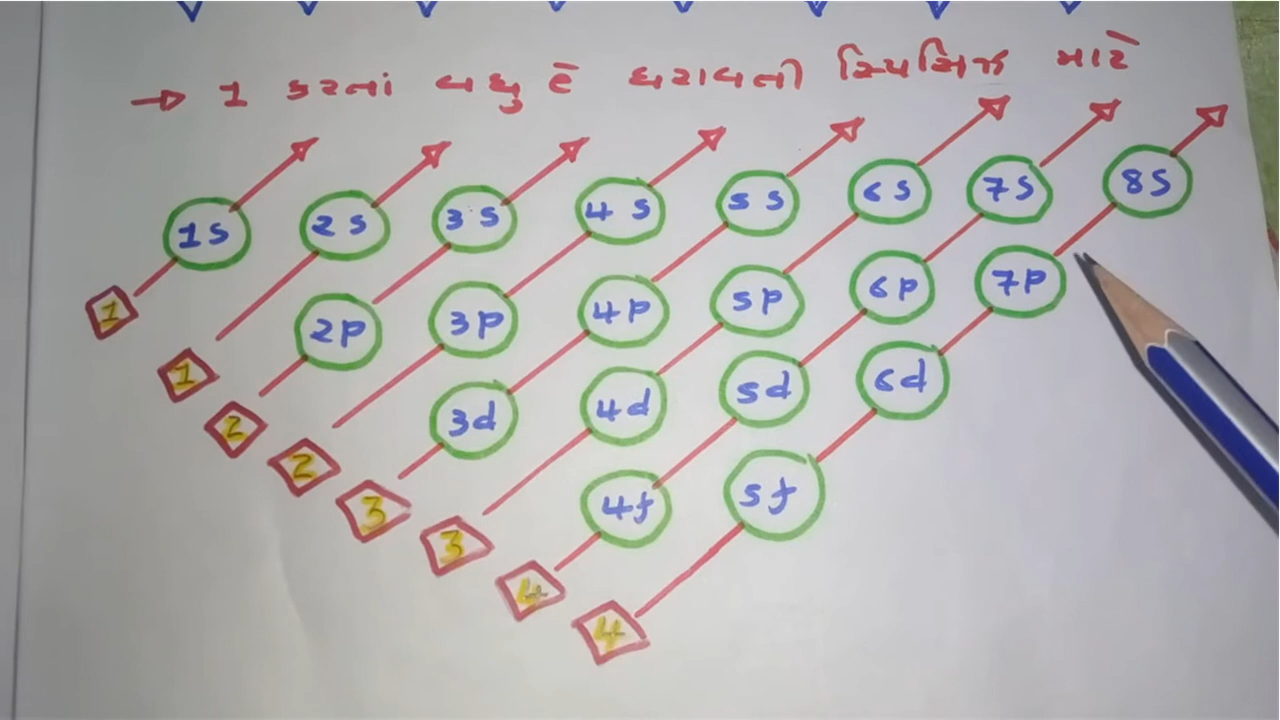 → 1 કરતાં વધુ ē ધરાવતી સ્પિસિઝ માટે
1s 2s 3s 4s 5s 6s 7s 8s
2p 3p 4p 5p 6p 7p
3d 4d 5d 6d
4f 5f
1
1
2
2
3
3
4
4